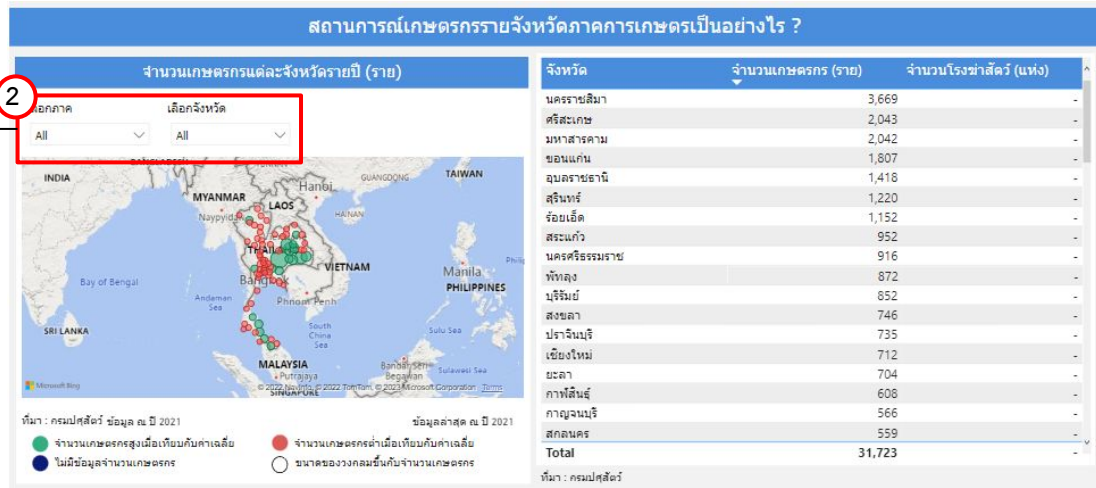 สถานการณ์เกษตรกรรายจังหวัดภาคการเกษตรเป็นอย่างไร ?
จำนวนเกษตรกรแต่ละจังหวัดรายปี (ราย)
2
เลือกจังหวัด
All
All
INDIA
MYANMAR
Naypyidaw
Hanoi
LAOS
GUANGDONG
TAIWAN
HAINAN
VIETNAM
Bay of Bengal
Bangkok
Manila
PHILIPPINES
Andaman
Sea
Phnom Penh
SRI LANKA
South
China
Sea
Sulu Sea
MALAYSIA
Putrajaya
Bandar Seri
Begawan
Sulawesi Sea
SINGAPORE
Microsoft Bing
© 2022 NavInfo, © 2022 TomTom, © 2023 Microsoft Corporation Terms
ที่มา : กรมปศุสัตว์ ข้อมูล ณ ปี 2021
ข้อมูลล่าสุด ณ ปี 2021
จำนวนเกษตรกรสูงเมื่อเทียบกับค่าเฉลี่ย
จำนวนเกษตรกรต่ำเมื่อเทียบกับค่าเฉลี่ย
ไม่มีข้อมูลจำนวนเกษตรกร
ขนาดของวงกลมขึ้นกับจำนวนเกษตรกร
จังหวัด จำนวนเกษตรกร (ราย) จำนวนโรงฆ่าสัตว์ (แห่ง)
นครราชสีมา 3,669 -
ศรีสะเกษ 2,043 -
มหาสารคาม 2,042 -
ขอนแก่น 1,807 -
อุบลราชธานี 1,418 -
สุรินทร์ 1,220 -
ร้อยเอ็ด 1,152 -
สระแก้ว 952 -
นครศรีธรรมราช 916 -
พัทลุง 872 -
บุรีรัมย์ 852 -
สงขลา 746 -
ปราจีนบุรี 735 -
เชียงใหม่ 712 -
ยะลา 704 -
กาฬสินธุ์ 608 -
กาญจนบุรี 566 -
สกลนคร 559 -
Total 31,723 -
ที่มา : กรมปศุสัตว์